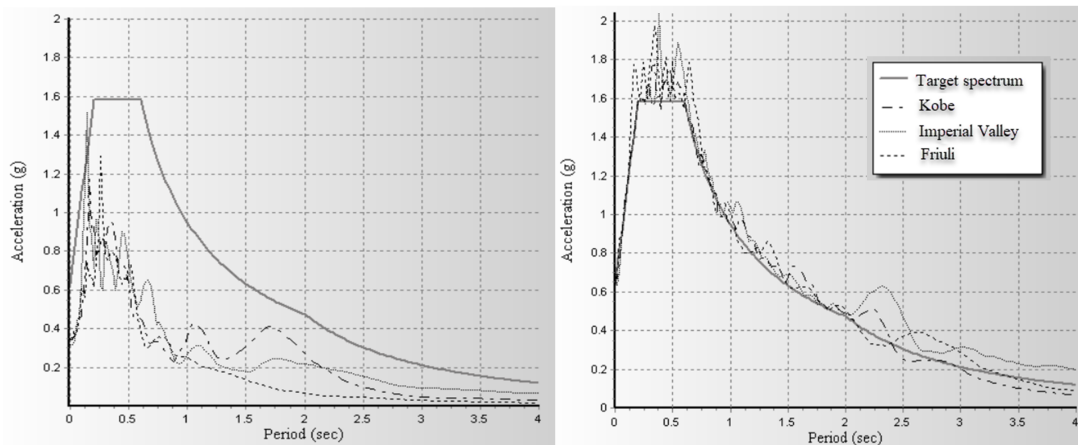 2
1.8
1.6
1.4
1.2
1
0.8
0.6
0.4
0.2
Acceleration (g)
0 0.5 1 1.5 2 2.5 3 3.5 4
Period (sec)
2
1.8
1.6
1.4
1.2
1
0.8
0.6
0.4
0.2
0
Acceleration (g)
0 0.5 1 1.5 2 2.5 3 3.5 4
Period (sec)
Target spectrum
Kobe
Imperial Valley
Friuli